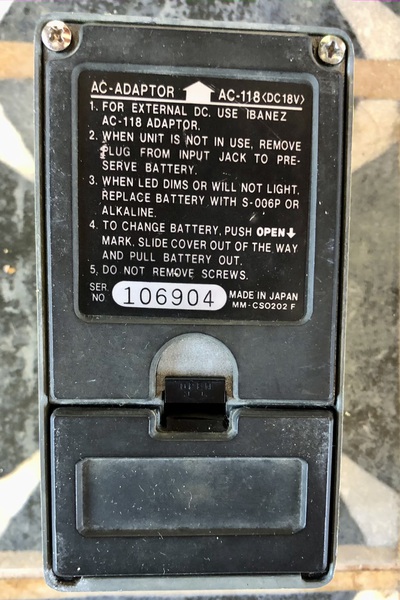 AC-ADAPTOR AC-118<DC18V>
1. FOR EXTERNAL DC. USE IBANEZ
AC-118 ADAPTOR.
2. WHEN UNIT IS NOT IN USE, REMOVE
PLUG FROM INPUT JACK TO PRE-
SERVE BATTERY.
3. WHEN LED DIMS OR WILL NOT LIGHT,
REPLACE BATTERY WITH S-006P OR
ALKALINE.
4. TO CHANGE BATTERY, PUSH OPEN↓
MARK, SLIDE COVER OUT OF THE WAY
AND PULL BATTERY OUT.
5. DO NOT REMOVE SCREWS.
SER. NO 106904 MADE IN JAPAN
MM-CSO202 F
OPEN